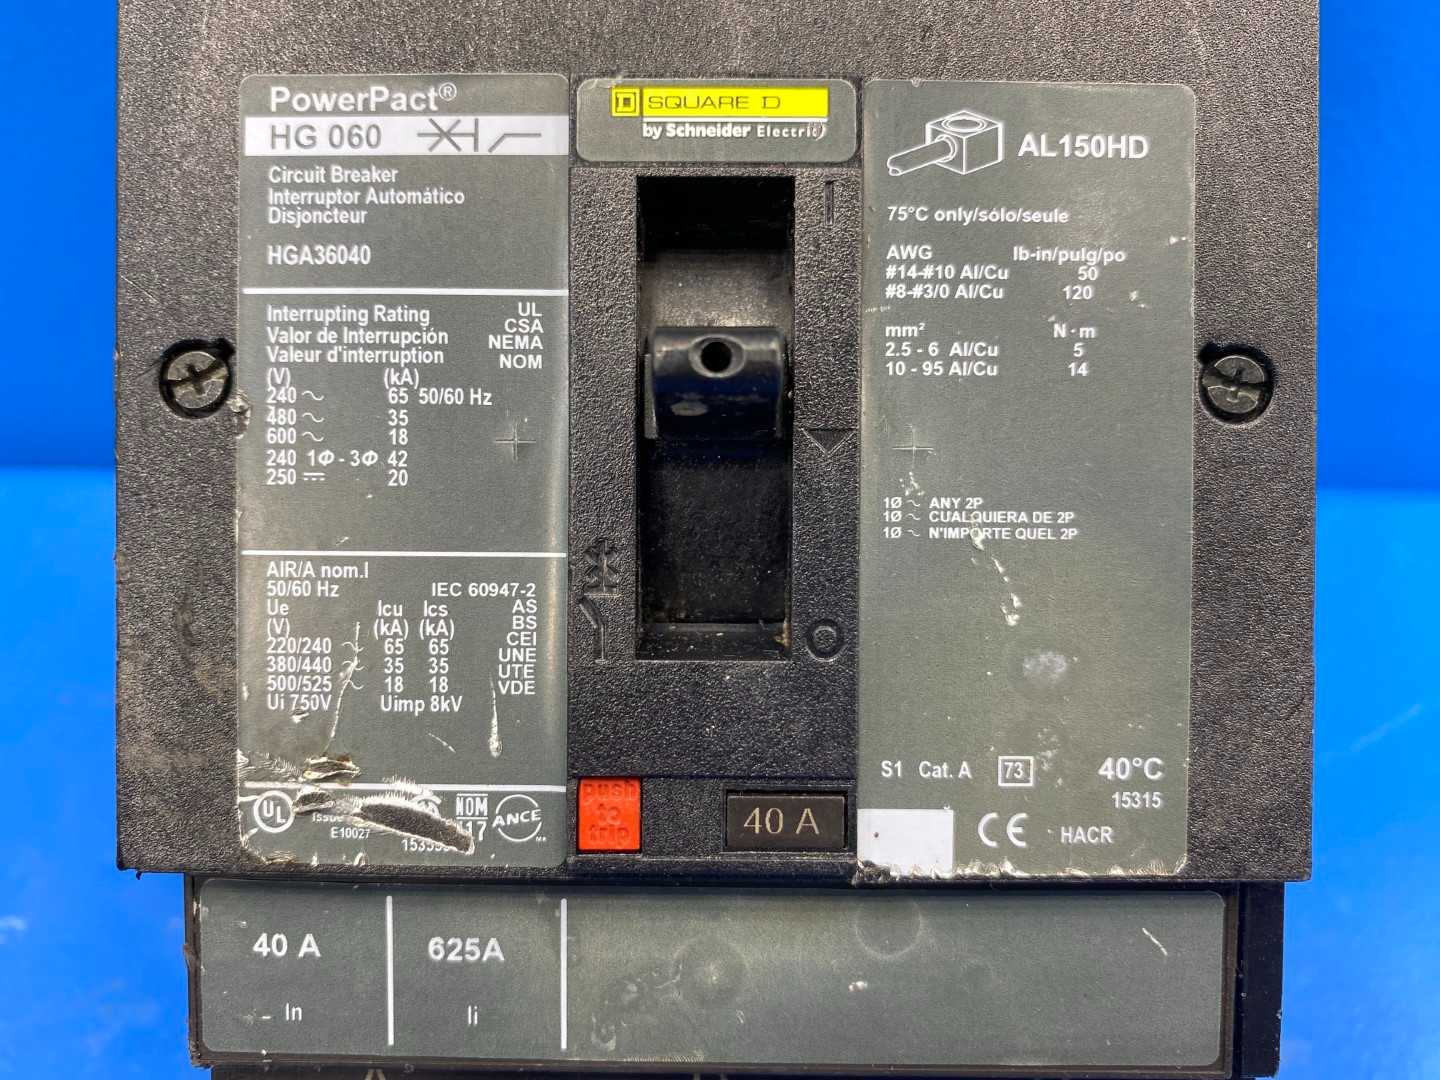 PowerPact®
HG 060
Circuit Breaker
Interruptor Automático
Disjoncteur
HGA36040
Interrupting Rating UL
Valor de Interrupción CSA
Valeur d'interruption NEMA
NOM
(V) (kA)
240 ~ 65 50/60 Hz
480 ~ 35
600 ~ 18
240 1Φ - 3Φ 42
250 ⎓ 20
AIR/A nom.I
50/60 Hz IEC 60947-2
Ue Icu Ics AS
(V) (kA) (kA) BS
220/240 ~ 65 65 CEI
380/440 ~ 35 35 UNE
500/525 ~ 18 18 UTE
Ui 750V Uimp 8kV VDE
UL
NOM
117
ANCE
E10027
SQUARE D
by Schneider Electric
I
O
push
to
trip
40 A
AL150HD
75°C only/sólo/seule
AWG lb-in/pulg/po
#14-#10 Al/Cu 50
#8-#3/0 Al/Cu 120
mm² N·m
2.5 - 6 Al/Cu 5
10 - 95 Al/Cu 14
1Ø ~ ANY 2P
1Ø ~ CUALQUIERA DE 2P
1Ø ~ N'IMPORTE QUEL 2P
S1 Cat. A 73 40°C
15315
CE HACR
40 A 625A
In Ii